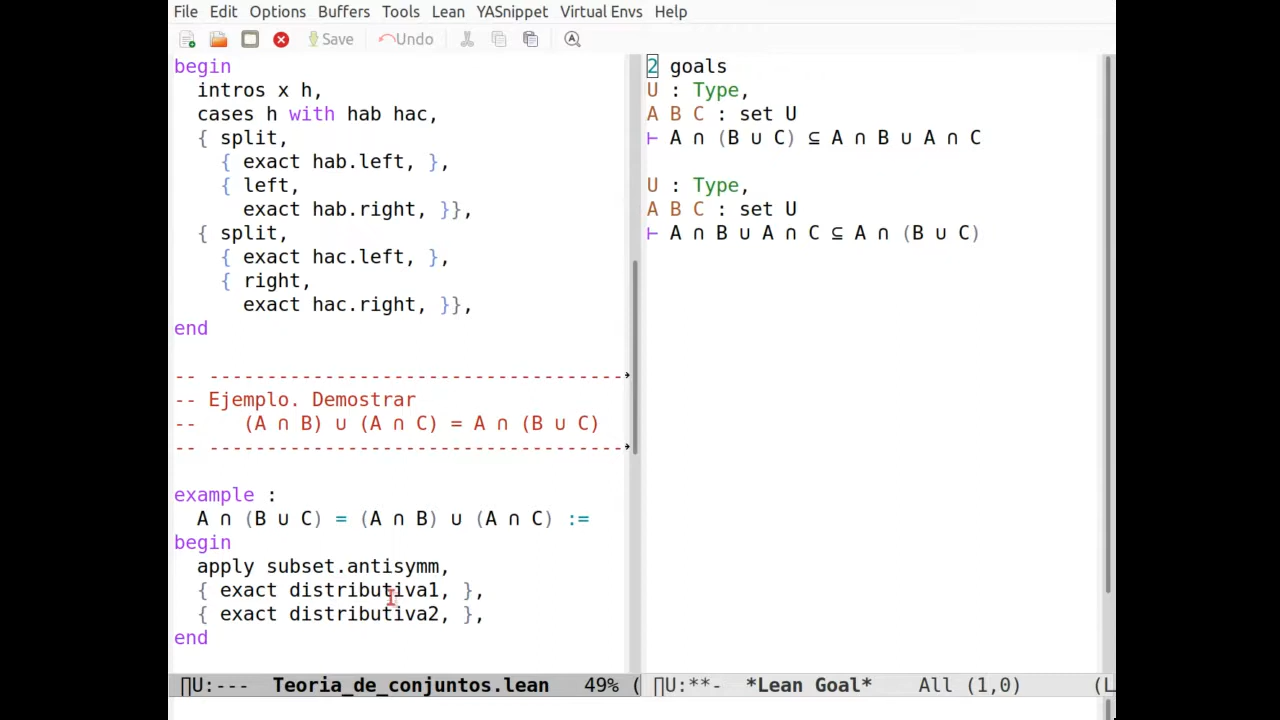 File Edit Options Buffers Tools Lean YASnippet Virtual Envs Help
Save Undo
begin
  intros x h,
  cases h with hab hac,
  { split,
    { exact hab.left, },
    { left,
      exact hab.right, }},
  { split,
    { exact hac.left, },
    { right,
      exact hac.right, }},
end
-- ------------------------------------
-- Ejemplo. Demostrar
--    (A ∩ B) ∪ (A ∩ C) = A ∩ (B ∪ C)
-- ------------------------------------
example :
  A ∩ (B ∪ C) = (A ∩ B) ∪ (A ∩ C) :=
begin
  apply subset.antisymm,
  { exact distributiva1, },
  { exact distributiva2, },
end
∏U:--- Teoria_de_conjuntos.lean 49% (
2 goals
U : Type,
A B C : set U
⊢ A ∩ (B ∪ C) ⊆ A ∩ B ∪ A ∩ C
U : Type,
A B C : set U
⊢ A ∩ B ∪ A ∩ C ⊆ A ∩ (B ∪ C)
∏U:**- *Lean Goal* All (1,0) (L